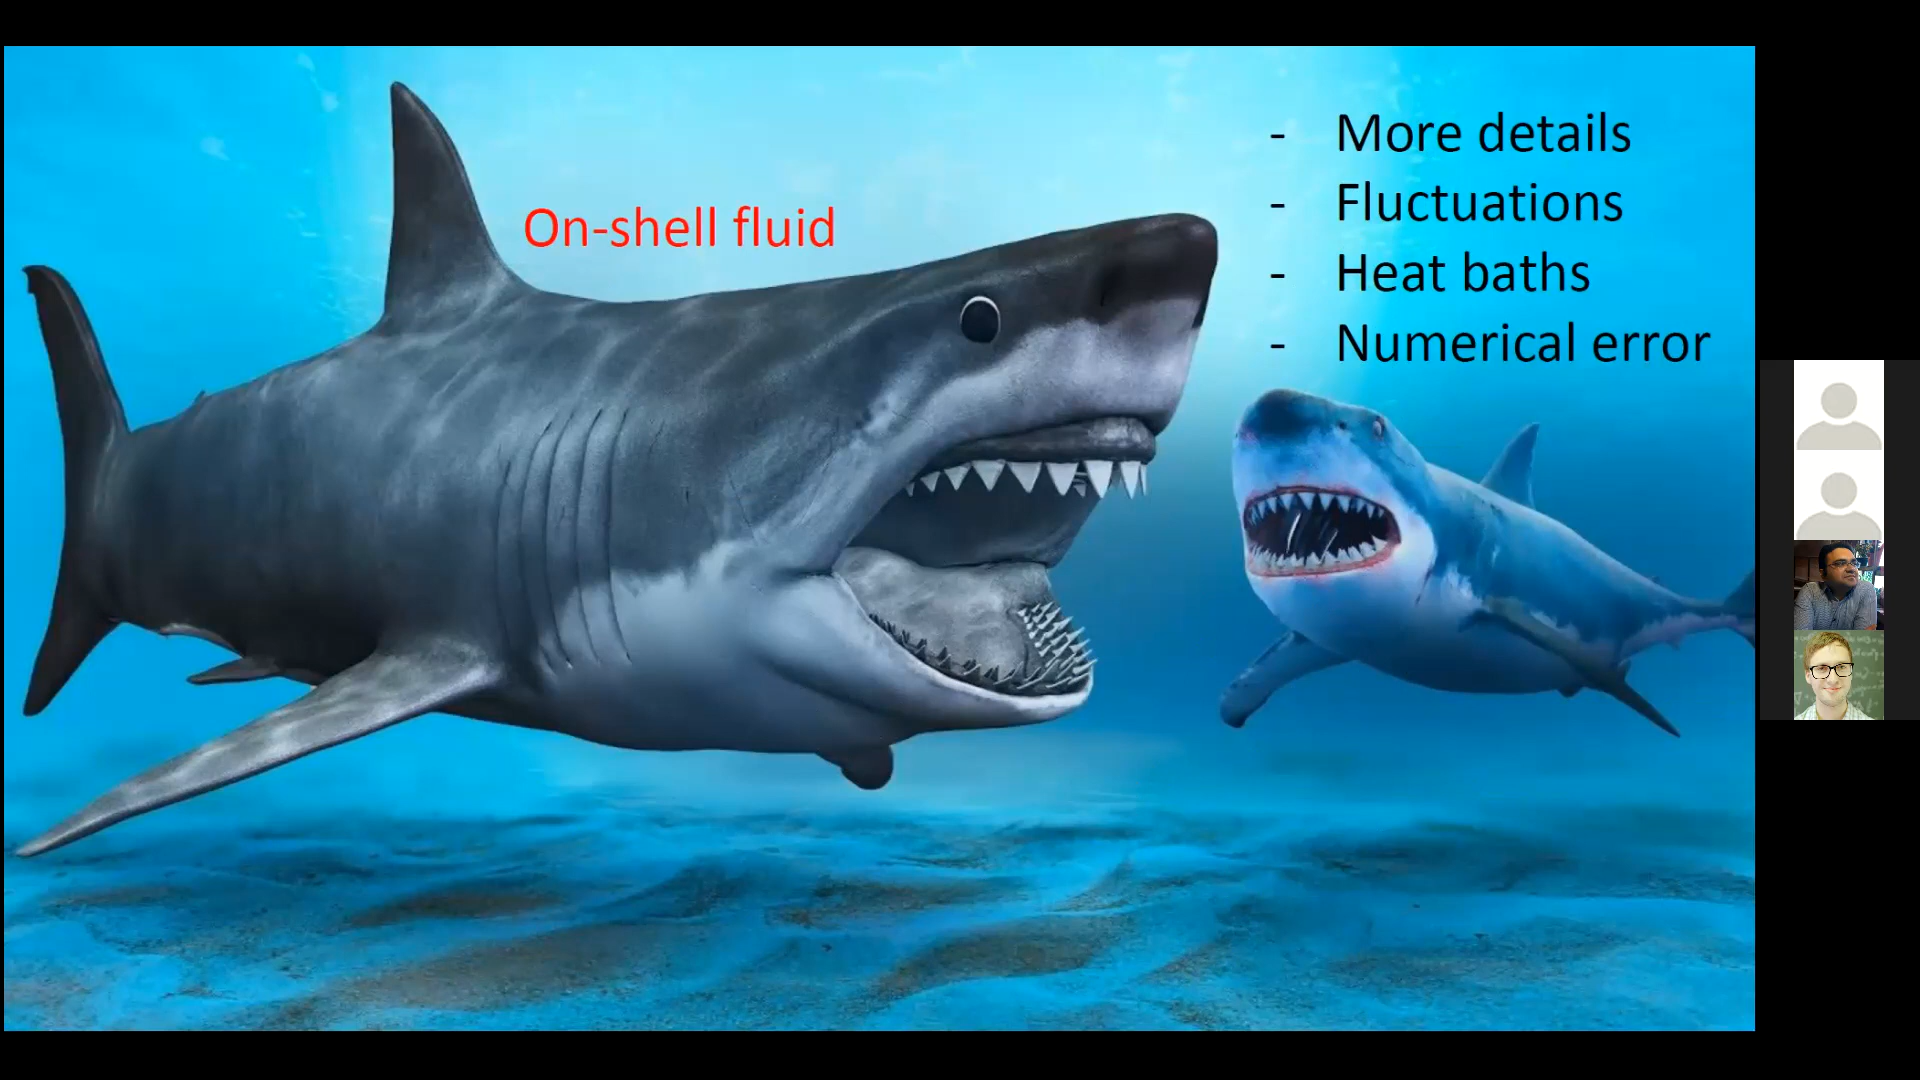 On-shell fluid
- More details
- Fluctuations
- Heat baths
- Numerical error